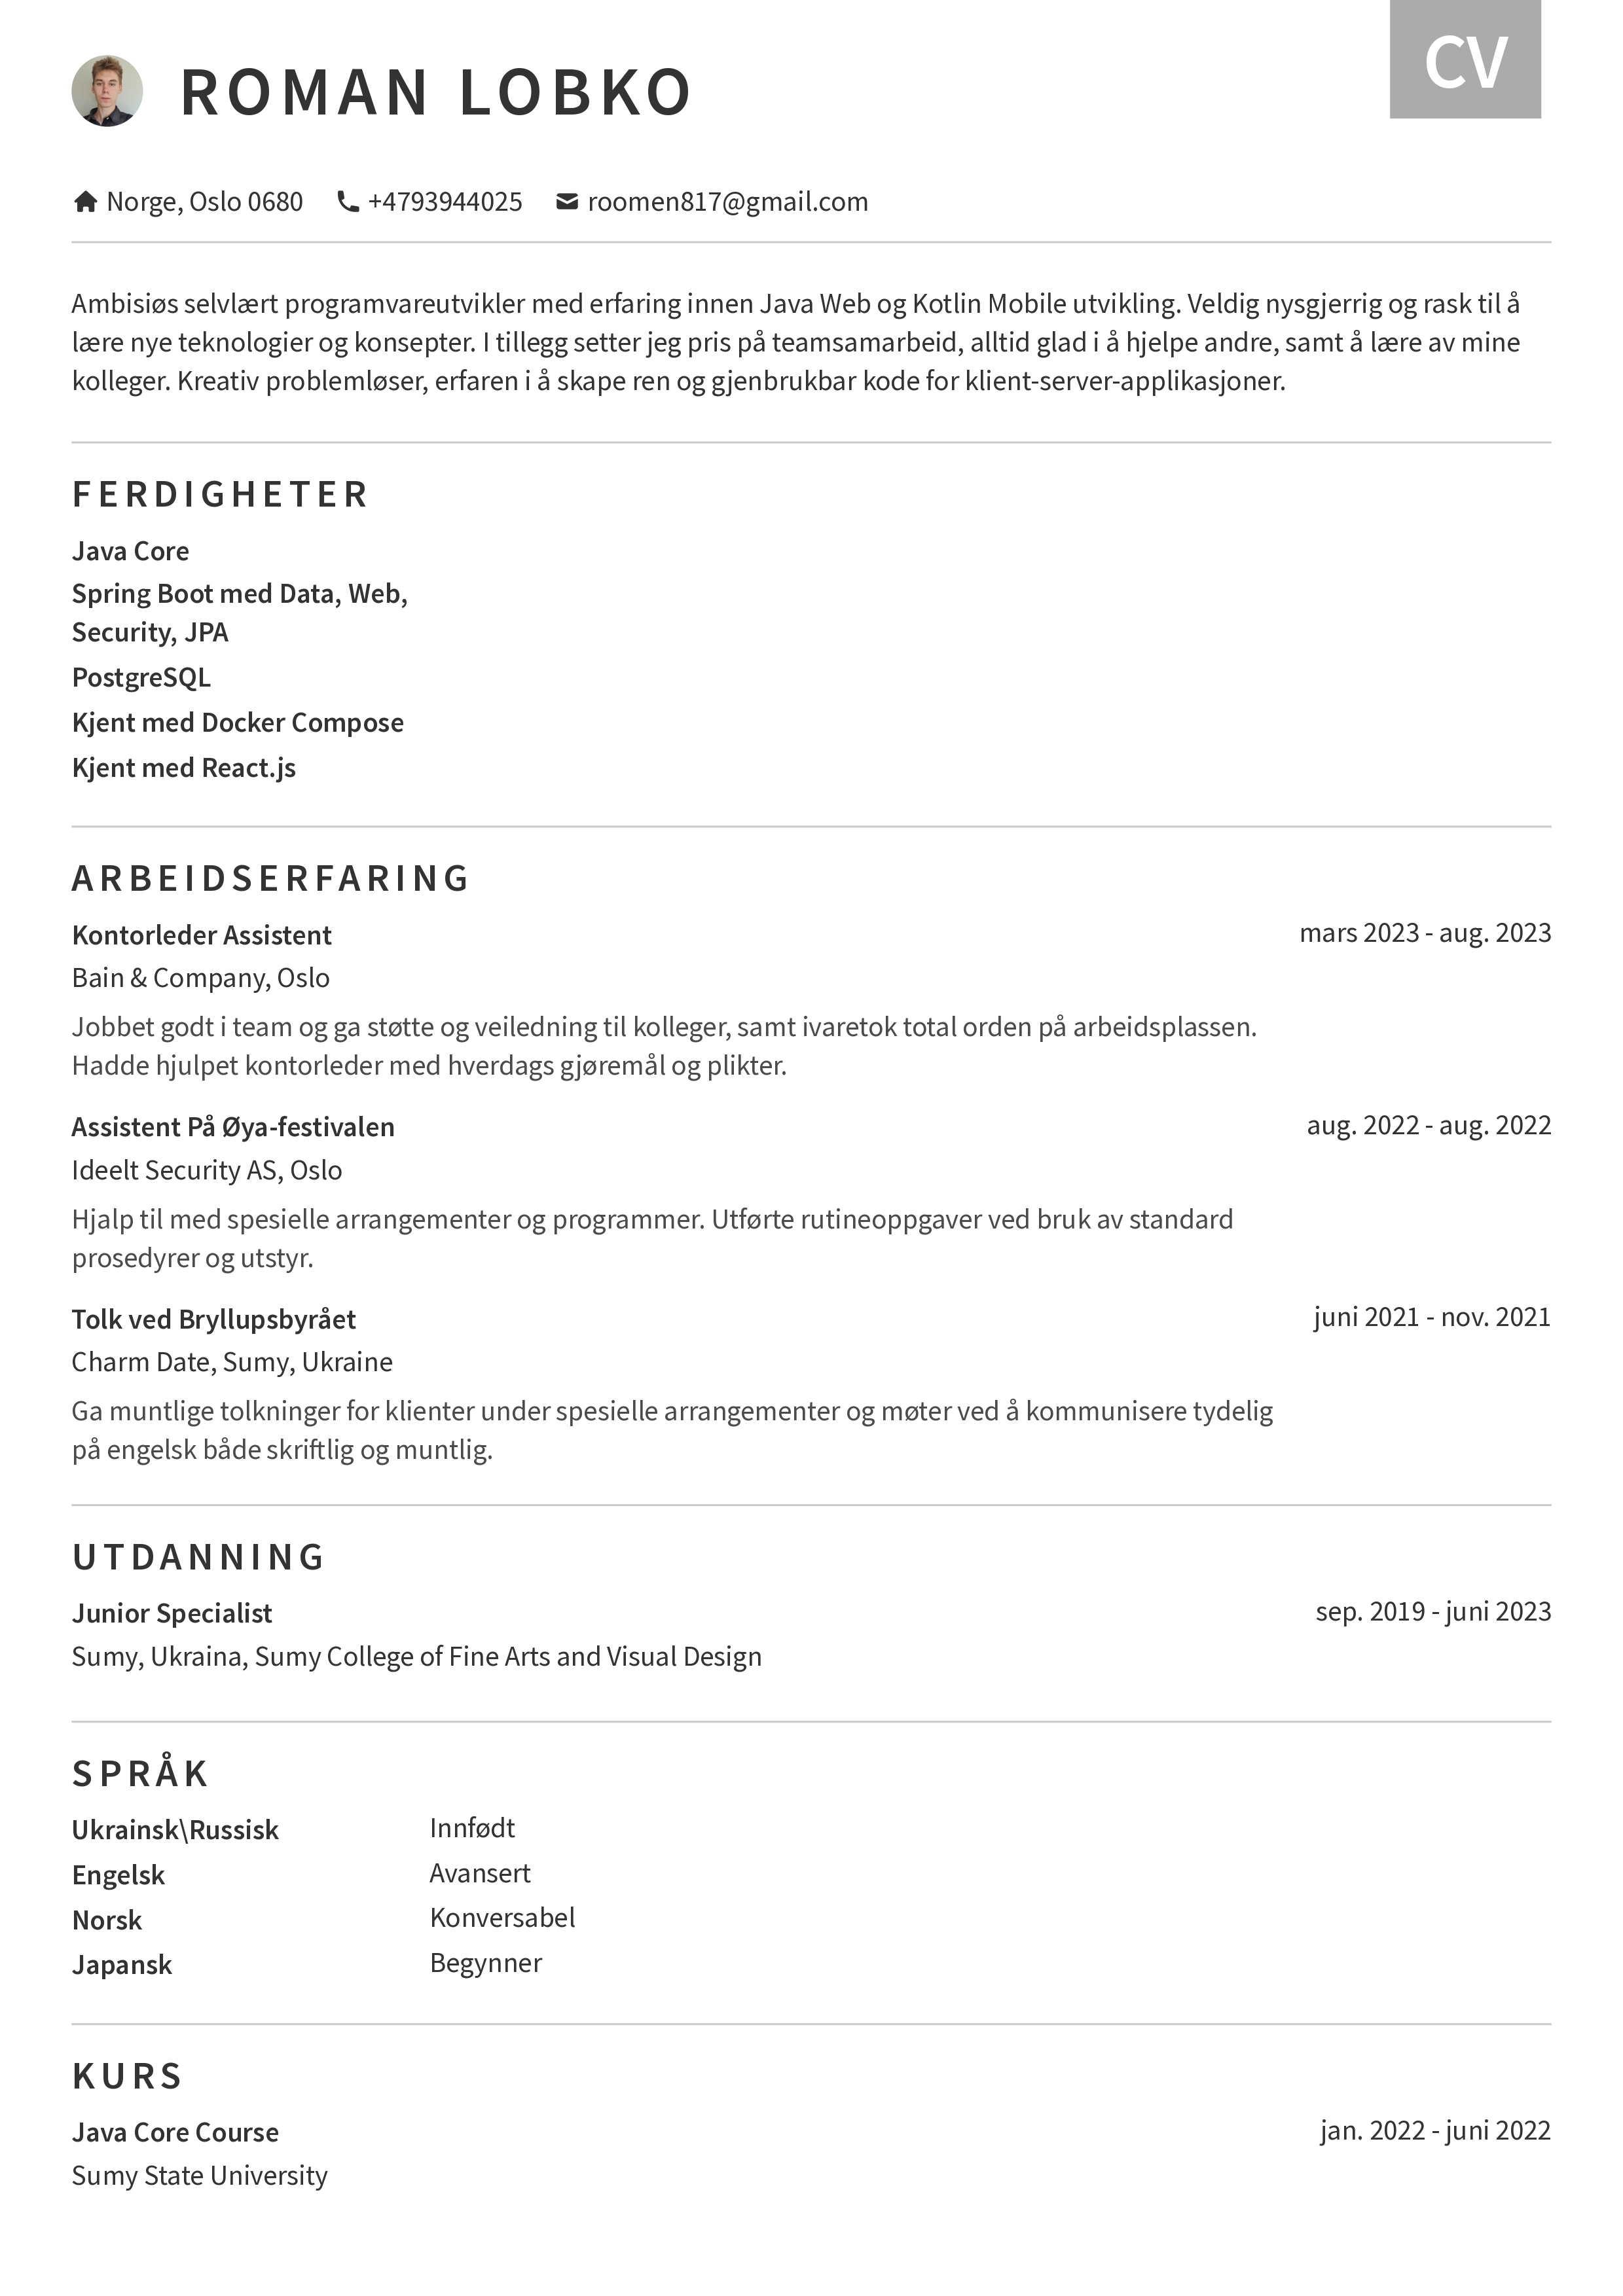 CV
ROMAN LOBKO
Norge, Oslo 0680 +4793944025 roomen817@gmail.com
Ambisiøs selvlært programvareutvikler med erfaring innen Java Web og Kotlin Mobile utvikling. Veldig nysgjerrig og rask til å
lære nye teknologier og konsepter. I tillegg setter jeg pris på teamsamarbeid, alltid glad i å hjelpe andre, samt å lære av mine
kolleger. Kreativ problemløser, erfaren i å skape ren og gjenbrukbar kode for klient-server-applikasjoner.
FERDIGHETER
Java Core
Spring Boot med Data, Web,
Security, JPA
PostgreSQL
Kjent med Docker Compose
Kjent med React.js
ARBEIDSERFARING
Kontorleder Assistent mars 2023 - aug. 2023
Bain & Company, Oslo
Jobbet godt i team og ga støtte og veiledning til kolleger, samt ivaretok total orden på arbeidsplassen.
Hadde hjulpet kontorleder med hverdags gjøremål og plikter.
Assistent På Øya-festivalen aug. 2022 - aug. 2022
Ideelt Security AS, Oslo
Hjalp til med spesielle arrangementer og programmer. Utførte rutineoppgaver ved bruk av standard
prosedyrer og utstyr.
Tolk ved Bryllupsbyrået juni 2021 - nov. 2021
Charm Date, Sumy, Ukraine
Ga muntlige tolkninger for klienter under spesielle arrangementer og møter ved å kommunisere tydelig
på engelsk både skriftlig og muntlig.
UTDANNING
Junior Specialist sep. 2019 - juni 2023
Sumy, Ukraina, Sumy College of Fine Arts and Visual Design
SPRÅK
Ukrainsk\Russisk Innfødt
Engelsk Avansert
Norsk Konversabel
Japansk Begynner
KURS
Java Core Course jan. 2022 - juni 2022
Sumy State University